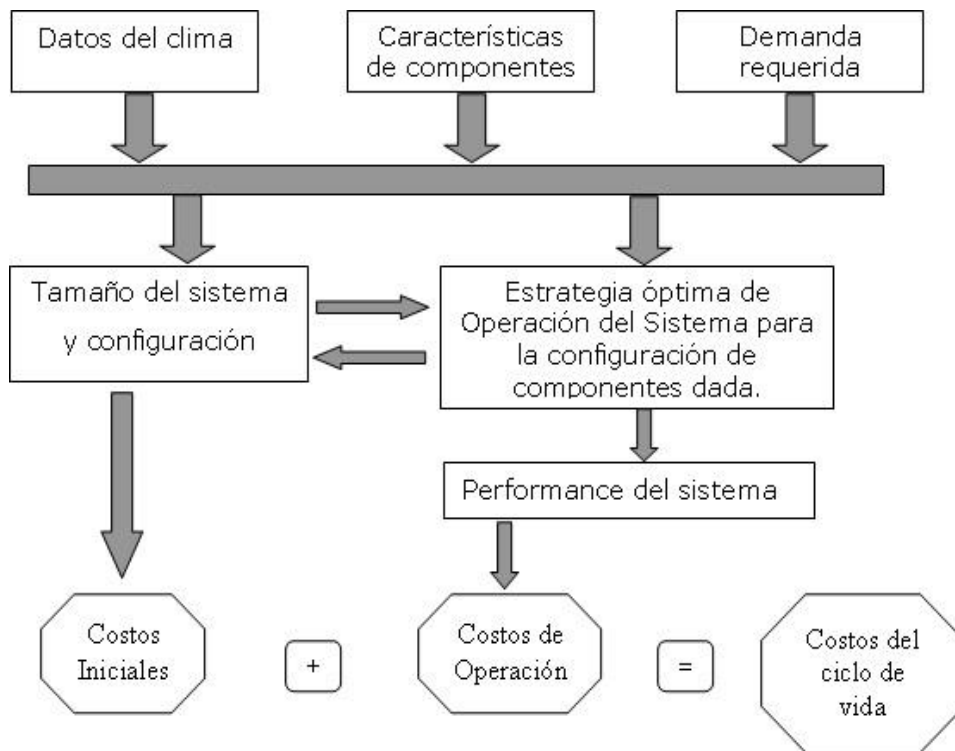 Datos del clima
Características
de componentes
Demanda
requerida
Tamaño del sistema
y configuración
Estrategia óptima de
Operación del Sistema para
la configuración de
componentes dada.
Performance del sistema
Costos
Iniciales
+
Costos de
Operación
=
Costos del
ciclo de
vida